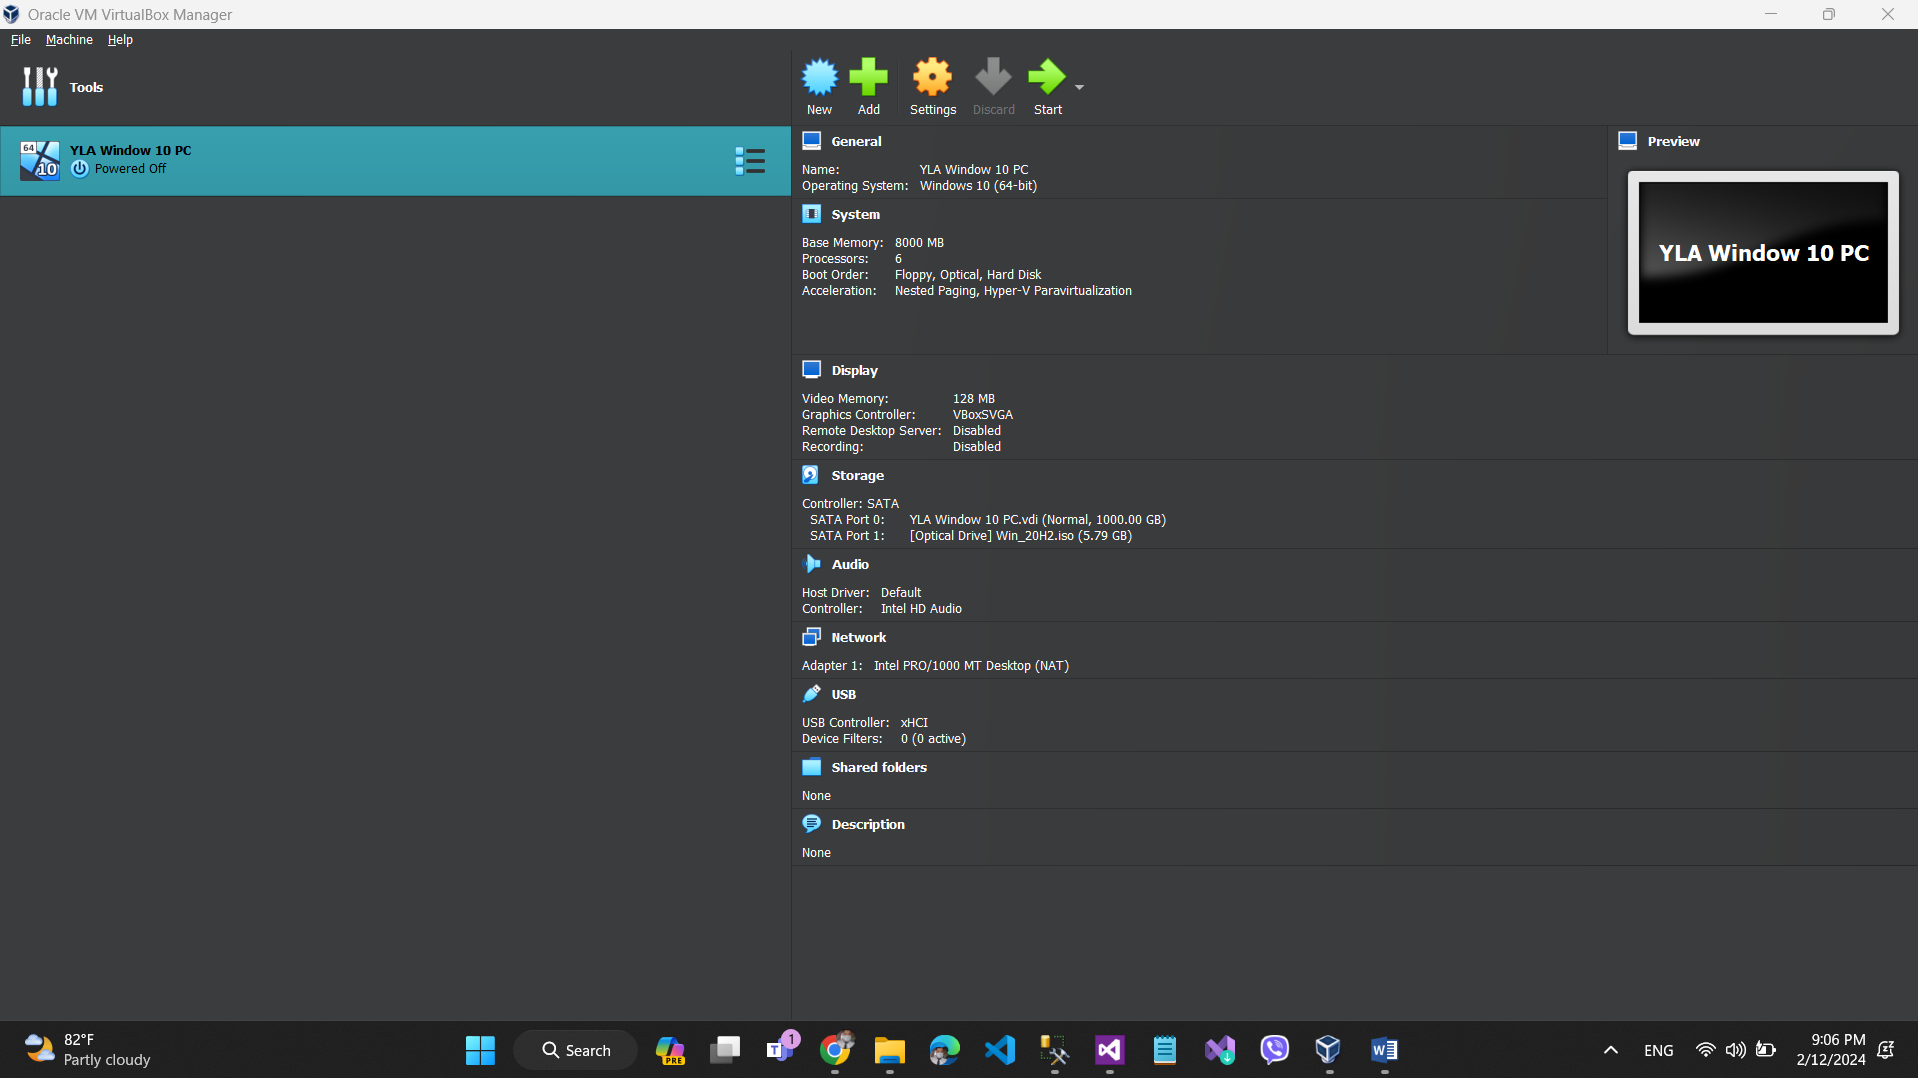 Oracle VM VirtualBox Manager
File Machine Help
Tools
New Add Settings Discard Start
64
10
YLA Window 10 PC
Powered Off
General
Name: YLA Window 10 PC
Operating System: Windows 10 (64-bit)
Preview
YLA Window 10 PC
System
Base Memory: 8000 MB
Processors: 6
Boot Order: Floppy, Optical, Hard Disk
Acceleration: Nested Paging, Hyper-V Paravirtualization
Display
Video Memory: 128 MB
Graphics Controller: VBoxSVGA
Remote Desktop Server: Disabled
Recording: Disabled
Storage
Controller: SATA
SATA Port 0: YLA Window 10 PC.vdi (Normal, 1000.00 GB)
SATA Port 1: [Optical Drive] Win_20H2.iso (5.79 GB)
Audio
Host Driver: Default
Controller: Intel HD Audio
Network
Adapter 1: Intel PRO/1000 MT Desktop (NAT)
USB
USB Controller: xHCI
Device Filters: 0 (0 active)
Shared folders
None
Description
None
82°F
Partly cloudy
Search
PRE
T
1
W
ENG
9:06 PM
2/12/2024